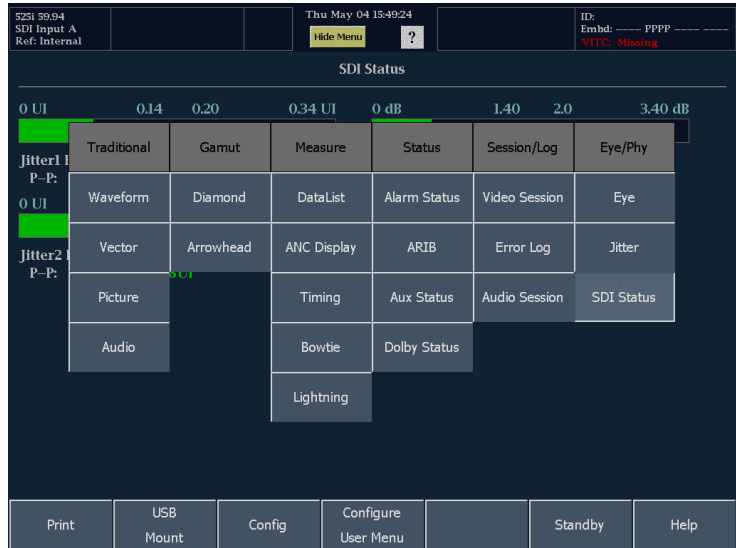 525i 59.94
SDI Input A
Ref: Internal
Thu May 04 15:49:24
Hide Menu
?
ID:
Embd: ---- PPPP ---- ----
VITC: Missing
SDI Status
0 UI 0.14 0.20 0.34 UI
0 dB 1.40 2.0 3.40 dB
Jitter1
P-P:
0 UI
Jitter2
P-P:
Traditional Gamut Measure Status Session/Log Eye/Phy
Waveform Diamond DataList Alarm Status Video Session Eye
Vector Arrowhead ANC Display ARIB Error Log Jitter
Picture Timing Aux Status Audio Session SDI Status
Audio Bowtie Dolby Status
Lightning
Print
USB
Mount
Config
Configure
User Menu
Standby
Help